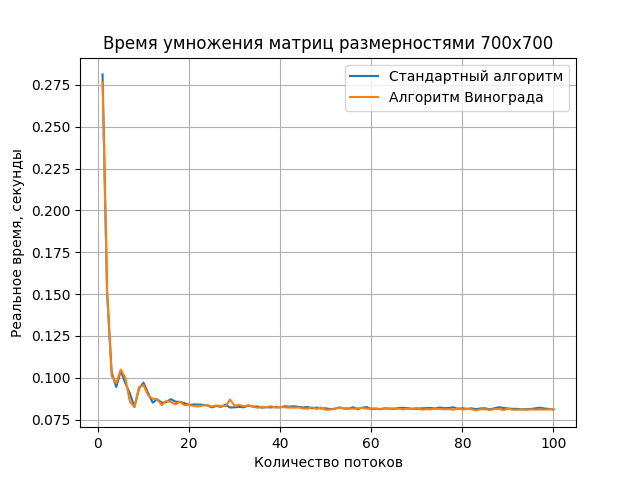 Время умножения матриц размерностями 700x700
Стандартный алгоритм
Алгоритм Винограда
Реальное время, секунды
0.275
0.250
0.225
0.200
0.175
0.150
0.125
0.100
0.075
0 20 40 60 80 100
Количество потоков